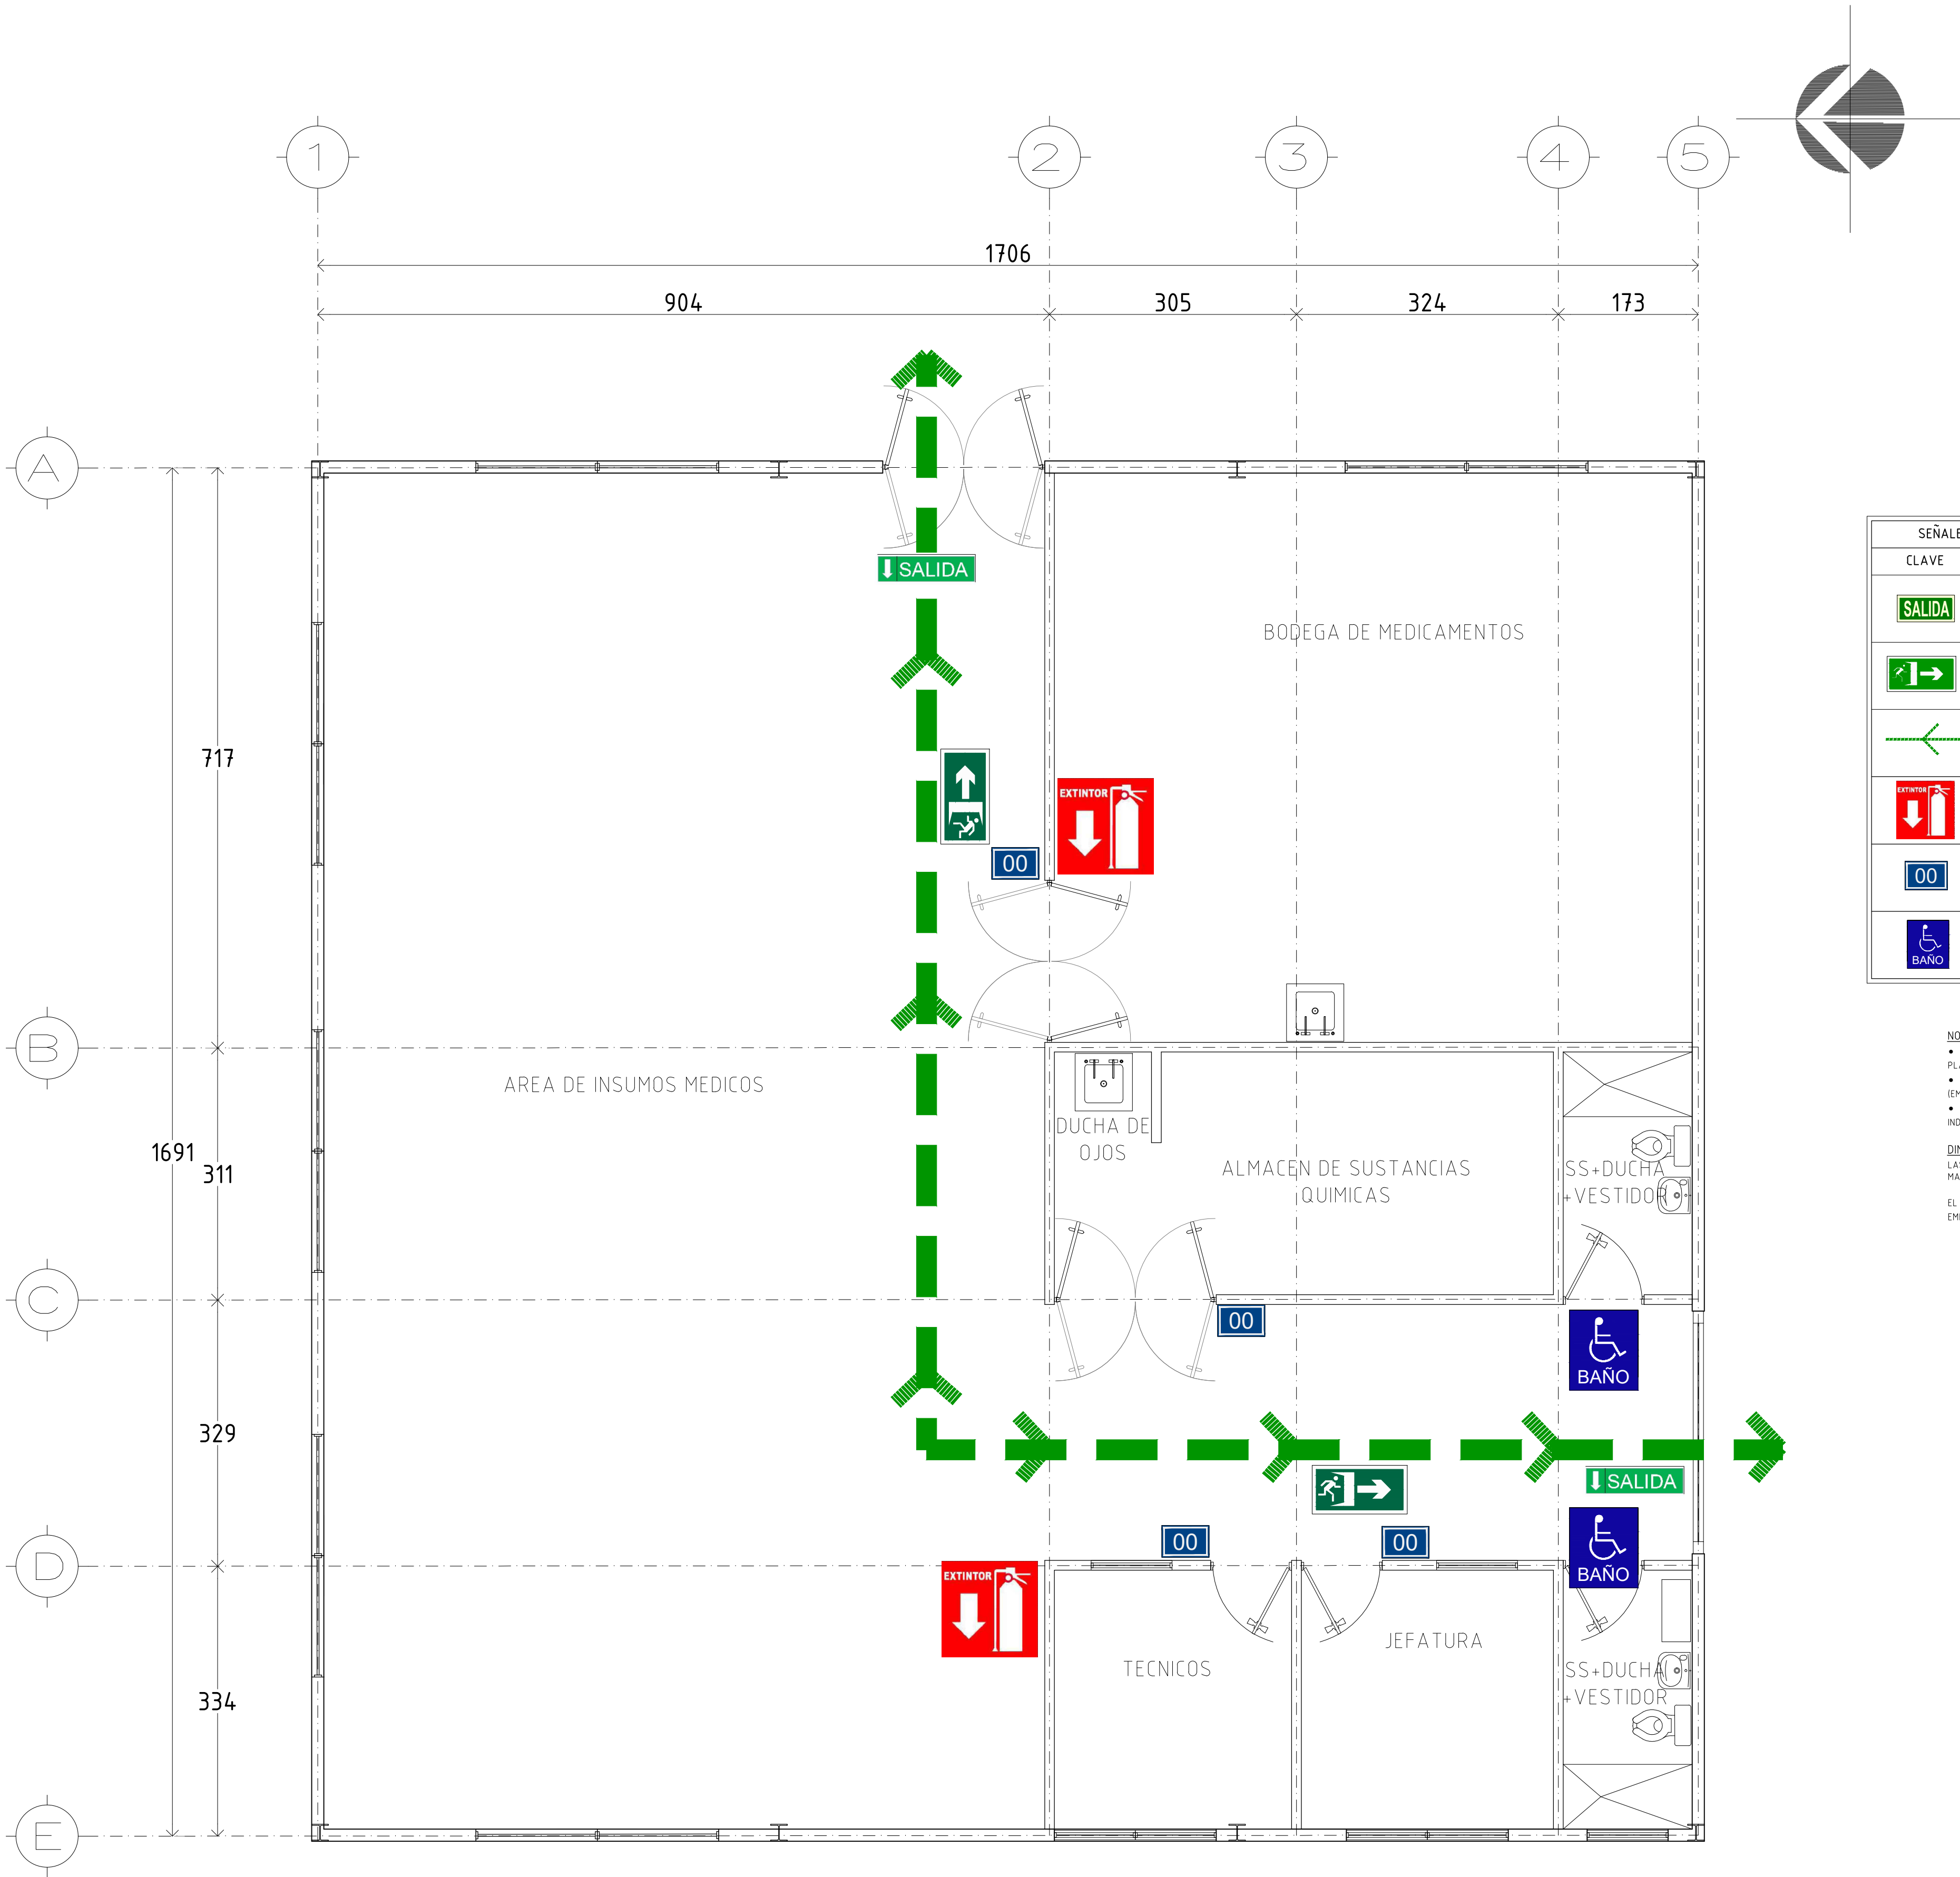 1
2
3
4
5
1706
904
305
324
173
A
SALIDA
BODEGA DE MEDICAMENTOS
717
EXTINTOR
00
B
AREA DE INSUMOS MEDICOS
DUCHA DE
OJOS
1691
311
ALMACEN DE SUSTANCIAS
QUIMICAS
SS+DUCHA
+VESTIDOR
C
00
BAÑO
329
SALIDA
00
00
BAÑO
D
EXTINTOR
TECNICOS
JEFATURA
SS+DUCHA
+VESTIDOR
334
E
CLAVE
SALIDA
EXTINTOR
00
BAÑO